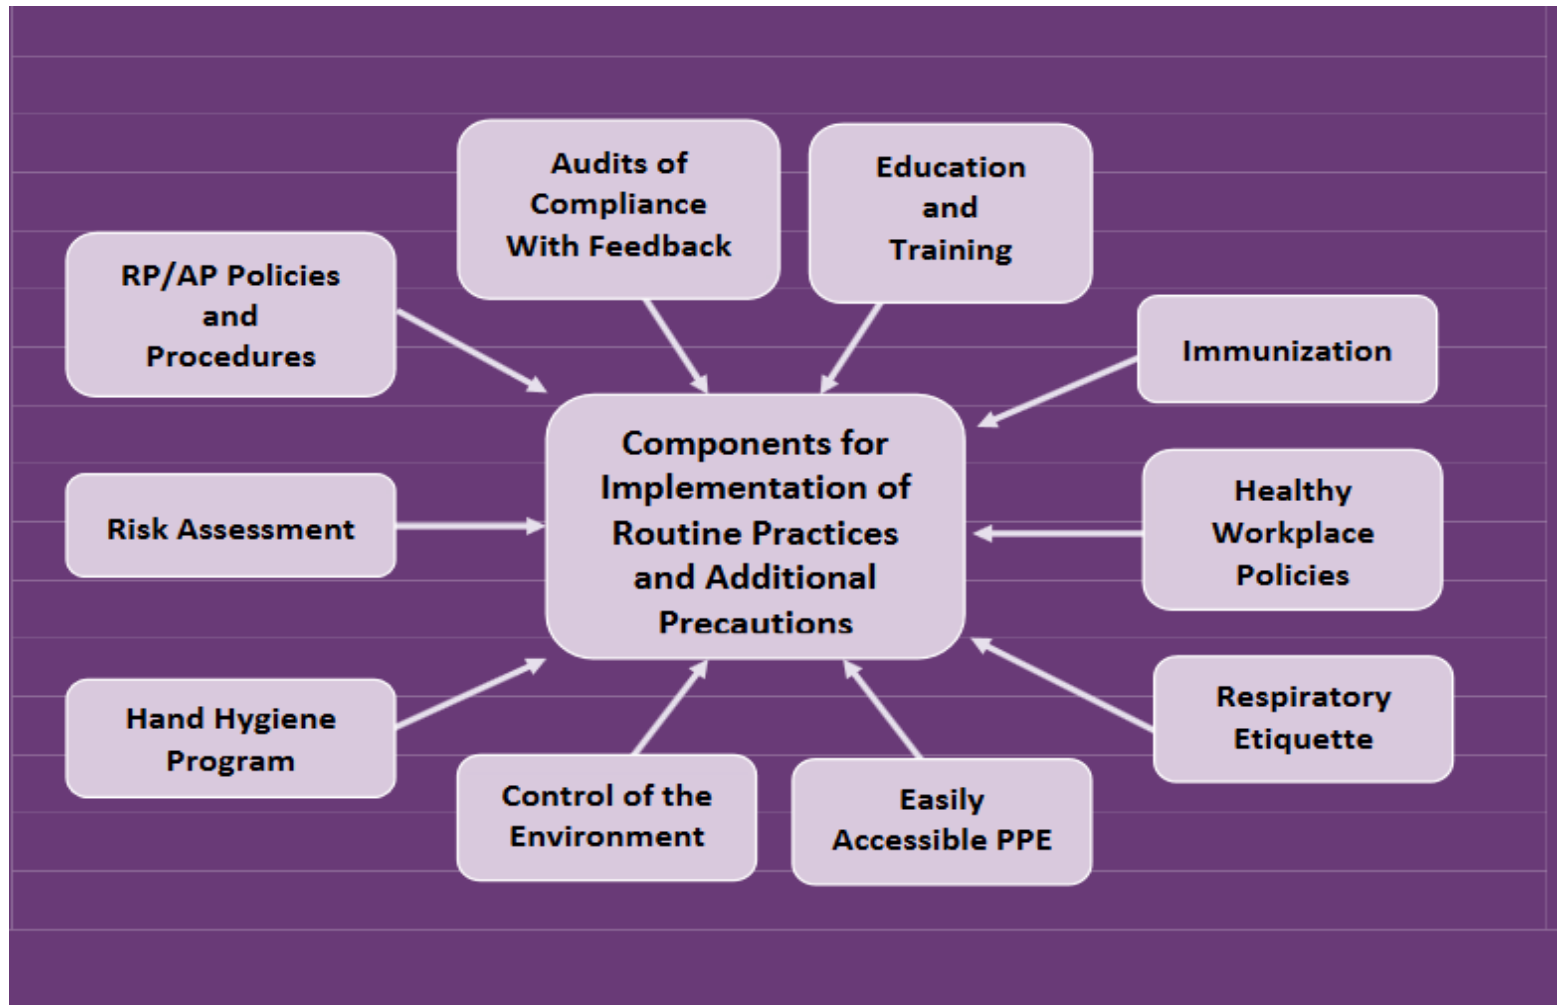 Audits of
Compliance
With Feedback
Education
and
Training
RP/AP Policies
and
Procedures
Immunization
Components for
Implementation of
Routine Practices
and Additional
Precautions
Risk Assessment
Healthy
Workplace
Policies
Hand Hygiene
Program
Respiratory
Etiquette
Control of the
Environment
Easily
Accessible PPE